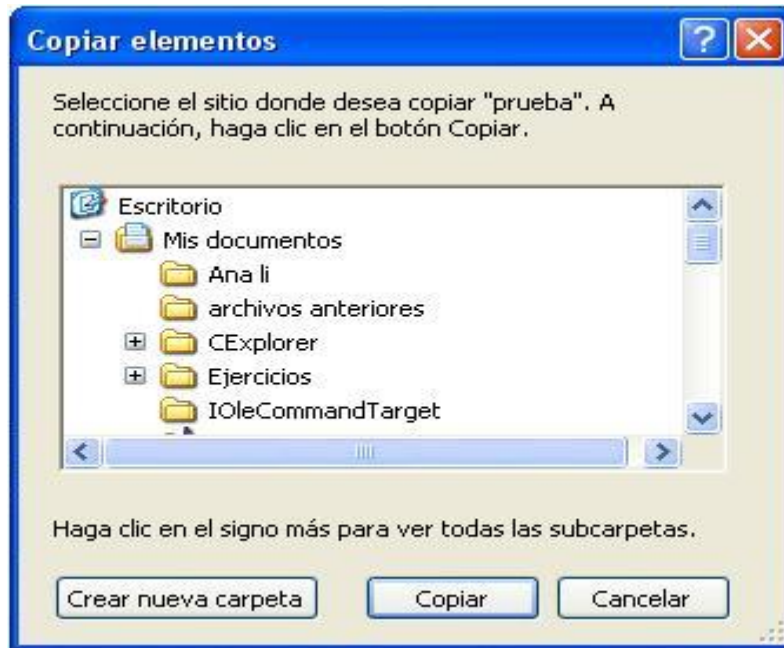 Copiar elementos
Seleccione el sitio donde desea copiar "prueba". A
continuación, haga clic en el botón Copiar.
Escritorio
Mis documentos
Ana li
archivos anteriores
CExplorer
Ejercicios
IOleCommandTarget
Haga clic en el signo más para ver todas las subcarpetas.
Crear nueva carpeta Copiar Cancelar